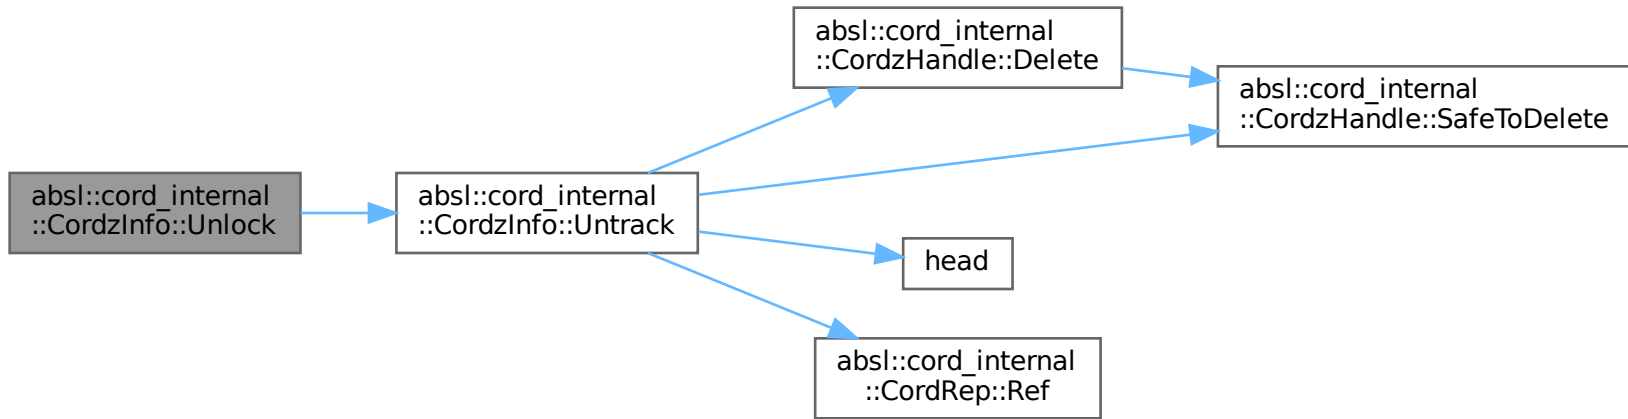 absl::cord_internal
::CordzInfo::Unlock
absl::cord_internal
::CordzInfo::Untrack
absl::cord_internal
::CordzHandle::Delete
absl::cord_internal
::CordzHandle::SafeToDelete
head
absl::cord_internal
::CordRep::Ref